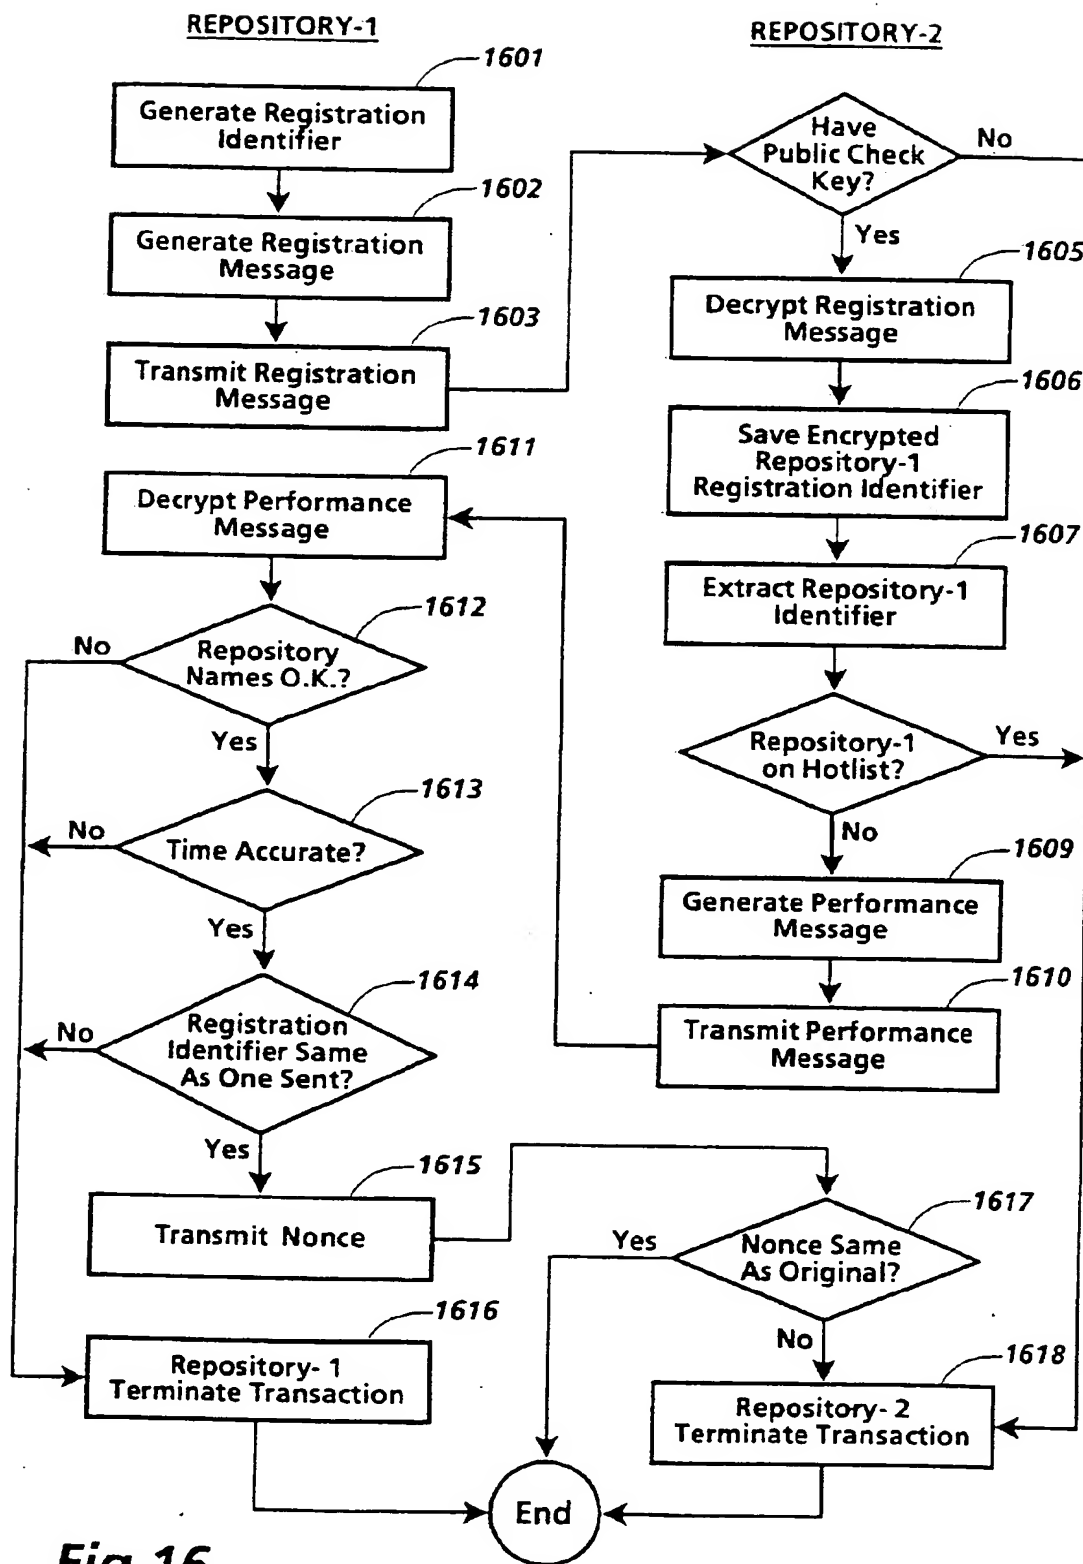 REPOSITORY-1
1601
Generate Registration
Identifier
1602
Generate Registration
Message
1603
Transmit Registration
Message
1611
Decrypt Performance
Message
1612
No
Repository
Names O.K.?
Yes
1613
No
Time Accurate?
Yes
1614
No
Registration
Identifier Same
As One Sent?
Yes
1615
Transmit Nonce
1616
Repository- 1
Terminate Transaction
REPOSITORY-2
Have
Public Check
Key?
No
Yes
1605
Decrypt Registration
Message
1606
Save Encrypted
Repository-1
Registration Identifier
1607
Extract Repository-1
Identifier
Repository-1
on Hotlist?
Yes
No
1609
Generate Performance
Message
1610
Transmit Performance
Message
1617
Yes
Nonce Same
As Original?
No
1618
Repository- 2
Terminate Transaction
End
Fig.16